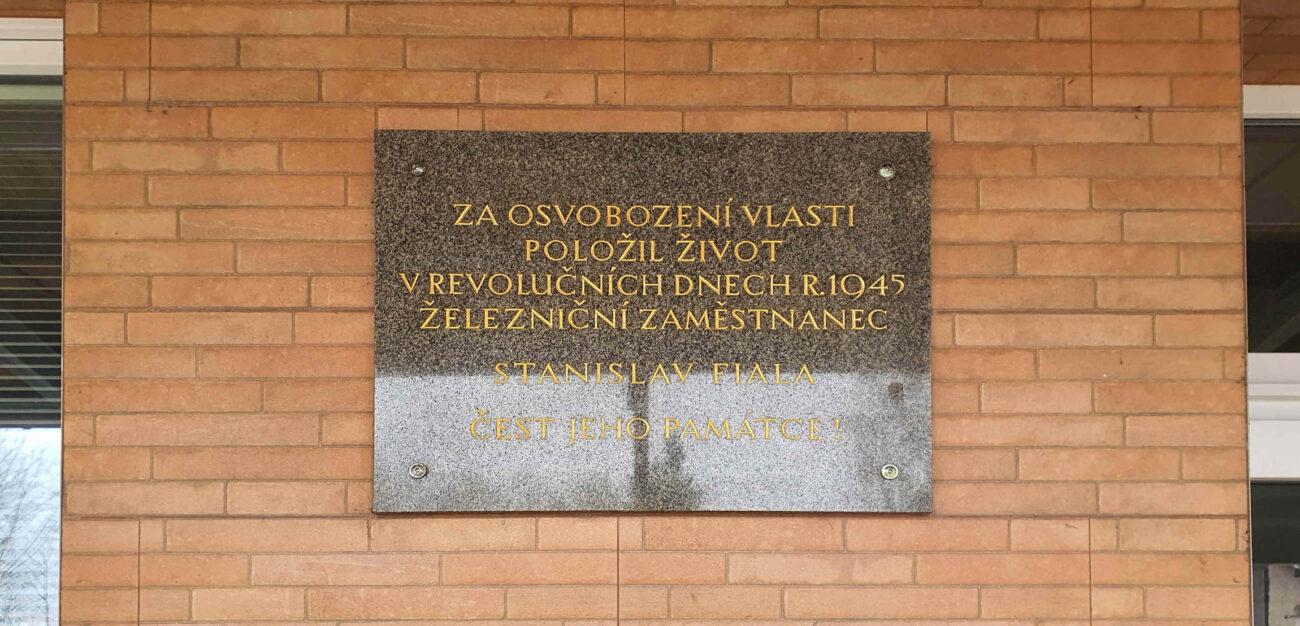 ZA OSVOBOZENÍ VLASTI
POLOŽIL ŽIVOT
V REVOLUČNÍCH DNECH R.1945
ŽELEZNIČNÍ ZAMĚSTNANEC
STANISLAV FIALA
ČEST JEHO PAMÁTCE!